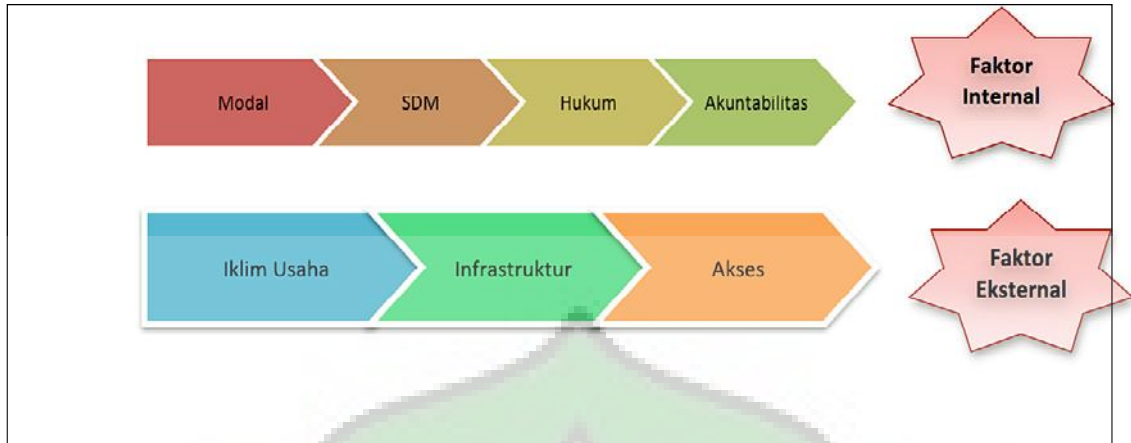 Modal
SDM
Hukum
Akuntabilitas
Faktor
Internal
Iklim Usaha
Infrastruktur
Akses
Faktor
Eksternal